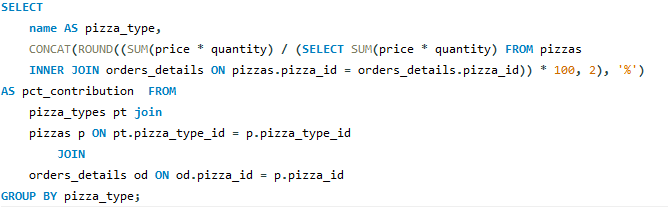 SELECT
name AS pizza_type,
CONCAT(ROUND((SUM(price * quantity) / (SELECT SUM(price * quantity) FROM pizzas
INNER JOIN orders_details ON pizzas.pizza_id = orders_details.pizza_id)) * 100, 2), '%')
AS pct_contribution  FROM
pizza_types pt join
pizzas p ON pt.pizza_type_id = p.pizza_type_id
JOIN
orders_details od ON od.pizza_id = p.pizza_id
GROUP BY pizza_type;